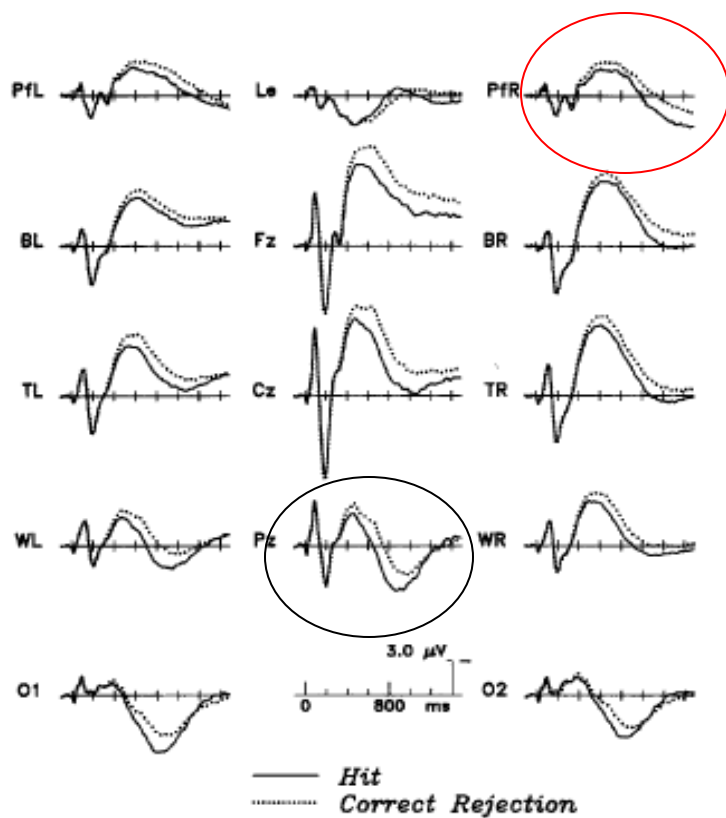 PfL Le PfR
BL Fz BR
TL Cz TR
WL Pz WR
3.0 μV
O1 O2
0 800 ms
Hit
Correct Rejection